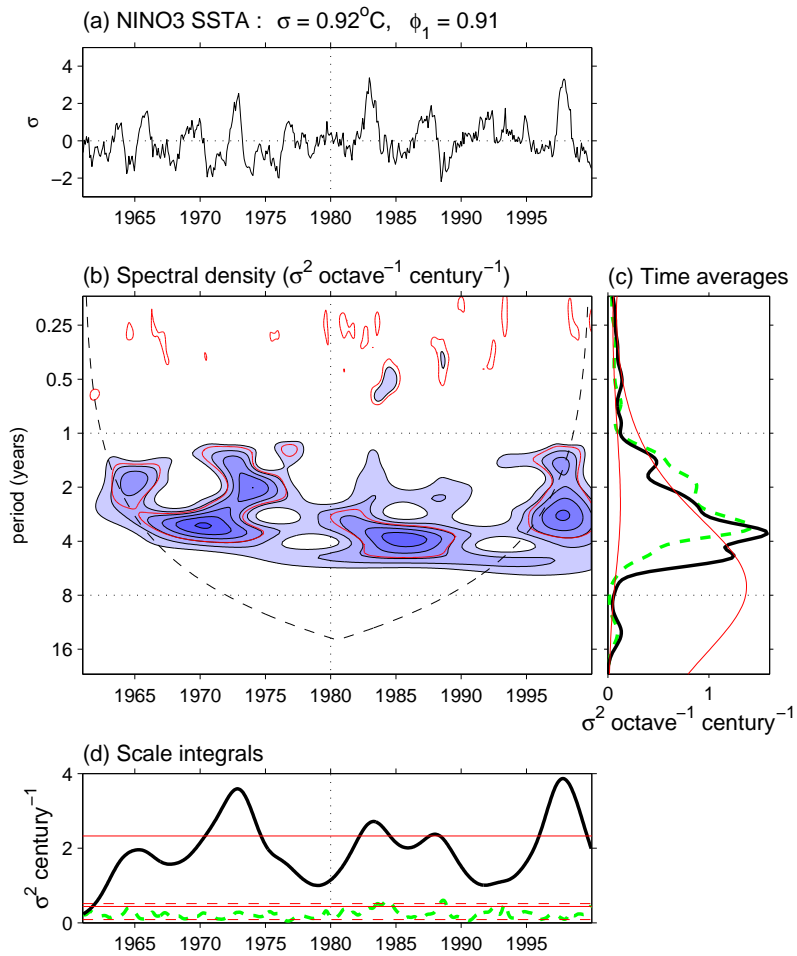 (a) NINO3 SSTA : σ = 0.92°C, ϕ₁ = 0.91
4
2
0
−2
σ
1965 1970 1975 1980 1985 1990 1995
(b) Spectral density (σ² octave⁻¹ century⁻¹)
(c) Time averages
0.25
0.5
1
2
4
8
16
period (years)
1965 1970 1975 1980 1985 1990 1995
0 1
σ² octave⁻¹ century⁻¹
(d) Scale integrals
4
2
0
σ² century⁻¹
1965 1970 1975 1980 1985 1990 1995